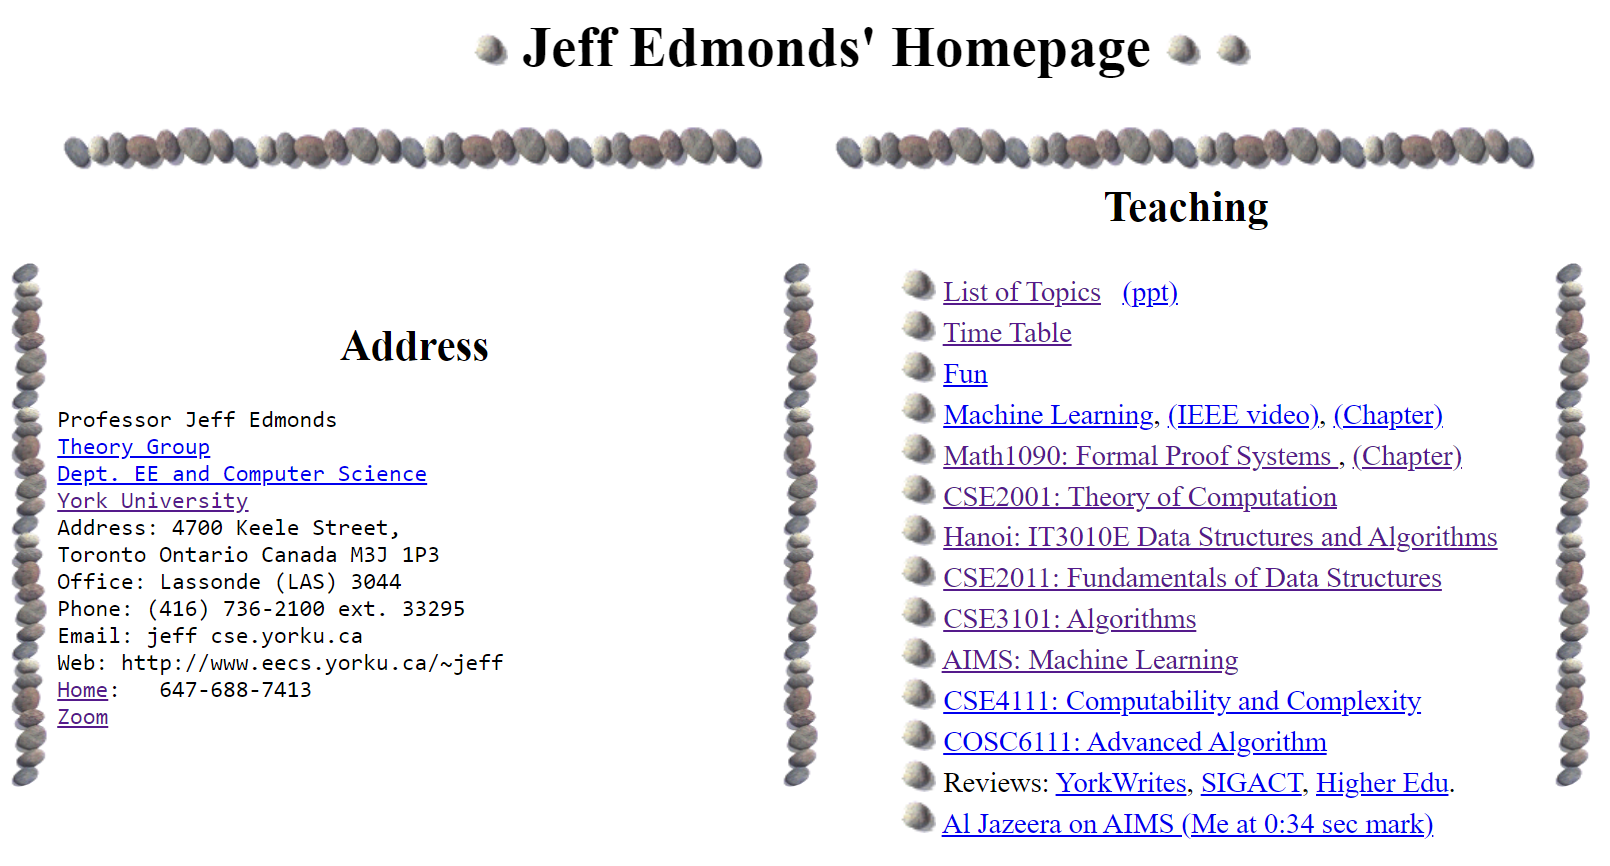 Jeff Edmonds' Homepage
Address
Professor Jeff Edmonds
Theory Group
Dept. EE and Computer Science
York University
Address: 4700 Keele Street,
Toronto Ontario Canada M3J 1P3
Office: Lassonde (LAS) 3044
Phone: (416) 736-2100 ext. 33295
Email: jeff cse.yorku.ca
Web: http://www.eecs.yorku.ca/~jeff
Home:   647-688-7413
Zoom
Teaching
List of Topics   (ppt)
Time Table
Fun
Machine Learning, (IEEE video), (Chapter)
Math1090: Formal Proof Systems , (Chapter)
CSE2001: Theory of Computation
Hanoi: IT3010E Data Structures and Algorithms
CSE2011: Fundamentals of Data Structures
CSE3101: Algorithms
AIMS: Machine Learning
CSE4111: Computability and Complexity
COSC6111: Advanced Algorithm
Reviews: YorkWrites, SIGACT, Higher Edu.
Al Jazeera on AIMS (Me at 0:34 sec mark)